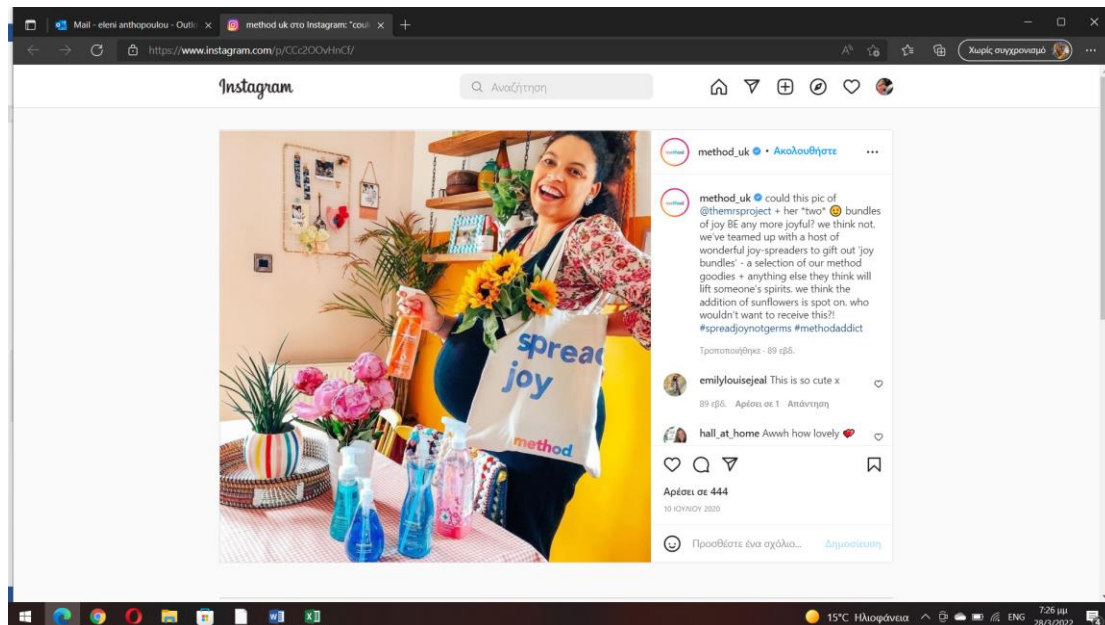 Mail - eleni anthopoulou - Outlo
method uk στο Instagram: "coul
https://www.instagram.com/p/CCc2OOvHnCf/
Χωρίς συγχρονισμό
Instagram
Αναζήτηση
method_uk • Ακολουθήστε
method_uk could this pic of
@themrsproject + her *two* 😉 bundles
of joy BE any more joyful? we think not.
we've teamed up with a host of
wonderful joy-spreaders to gift out 'joy
bundles' - a selection of our method
goodies + anything else they think will
lift someone's spirits. we think the
addition of sunflowers is spot on. who
wouldn't want to receive this?!
#spreadjoynotgerms #methodaddict
Τροποποιήθηκε · 89 εβδ.
emilylouisejeal This is so cute x
89 εβδ. Αρέσει σε 1 Απάντηση
hall_at_home Awwh how lovely 💕
Αρέσει σε 444
10 ΙΟΥΛΙΟΥ 2020
Προσθέστε ένα σχόλιο...
Δημοσίευση
spread
joy
method
15°C Ηλιοφάνεια
ENG
7:26 μμ
28/3/2022